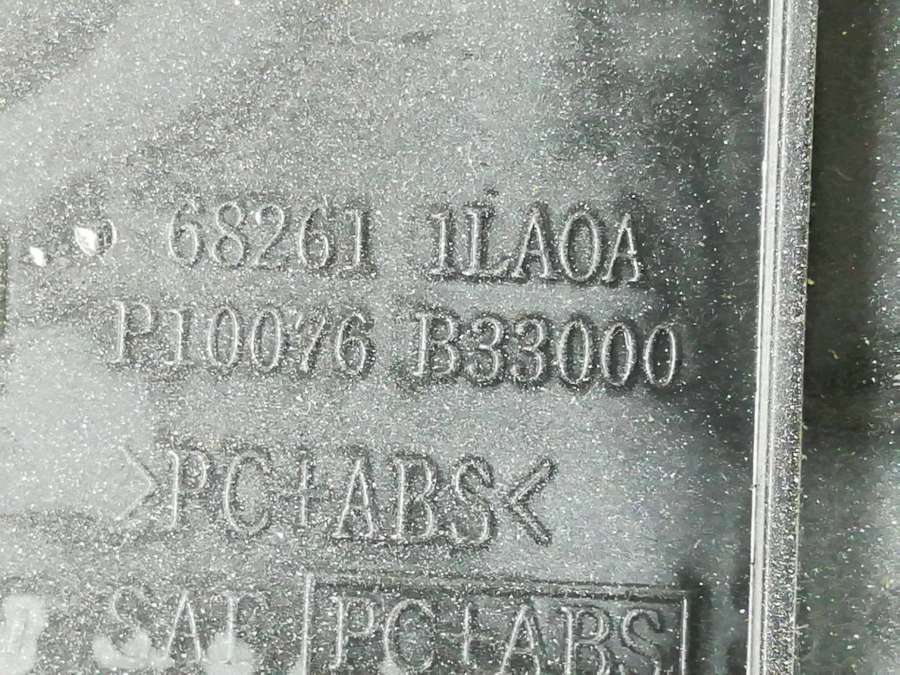 68261 1LA0A
P10076 B33000
>PC+ABS<
PC+ABS